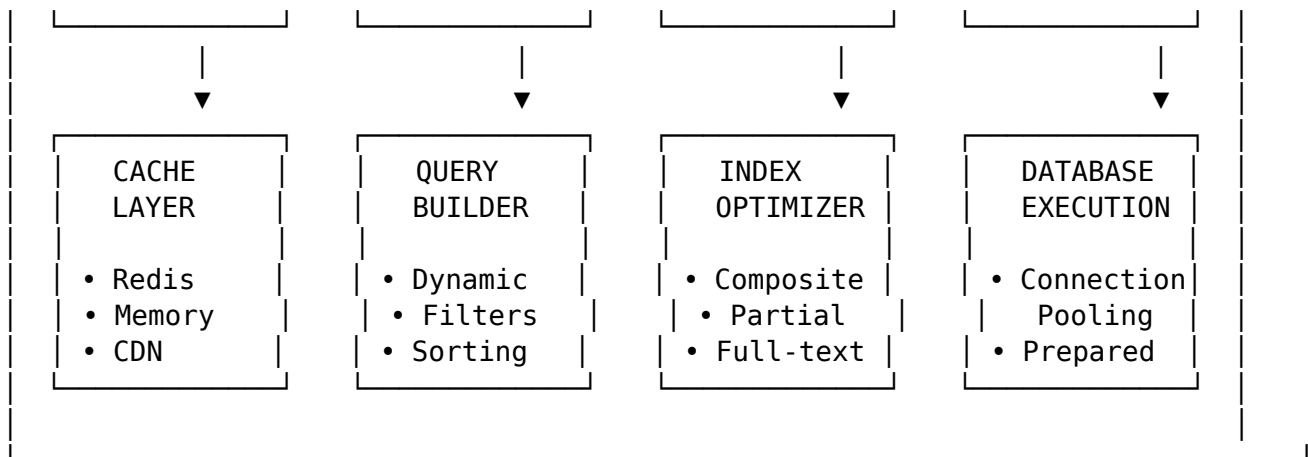 CACHE QUERY INDEX DATABASE
LAYER BUILDER OPTIMIZER EXECUTION
• Redis • Dynamic • Composite • Connection
• Memory • Filters • Partial Pooling
• CDN • Sorting • Full-text • Prepared